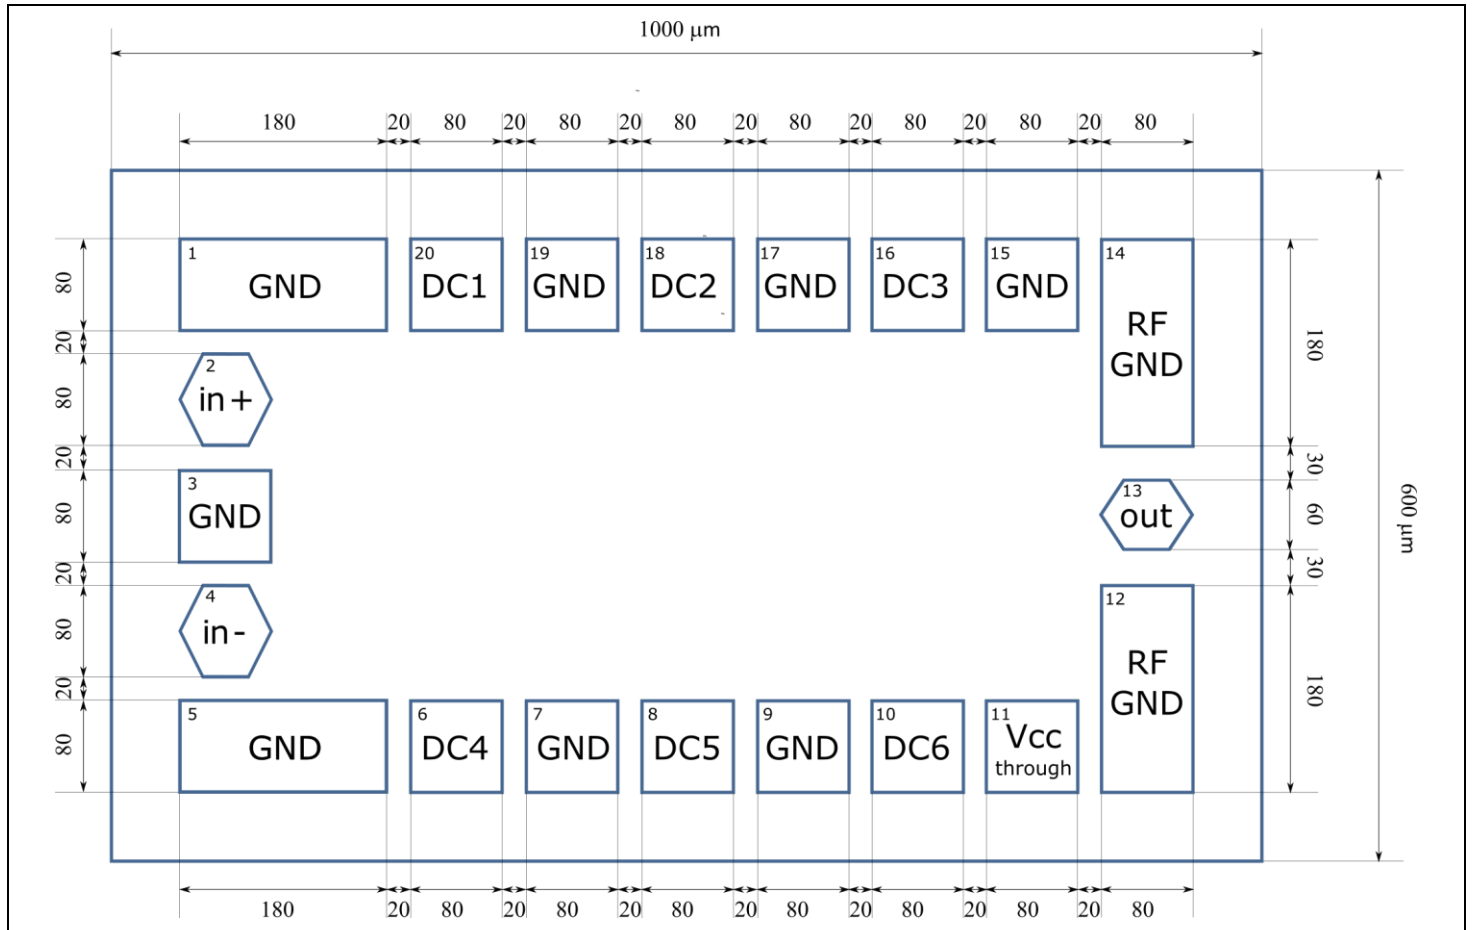 1000 μm
180 20 80 20 80 20 80 20 80 20 80 20 80 20 80
1 20 19 18 17 16 15 14
GND DC1 GND DC2 GND DC3 GND
RF
GND
80
20
2
in+
80
20
3
GND
80
20
4
in-
80
20
180
30
13
out
60
30
600 μm
12
RF
GND
180
5 6 7 8 9 10 11
GND DC4 GND DC5 GND DC6 Vcc
through
80
180 20 80 20 80 20 80 20 80 20 80 20 80 20 80